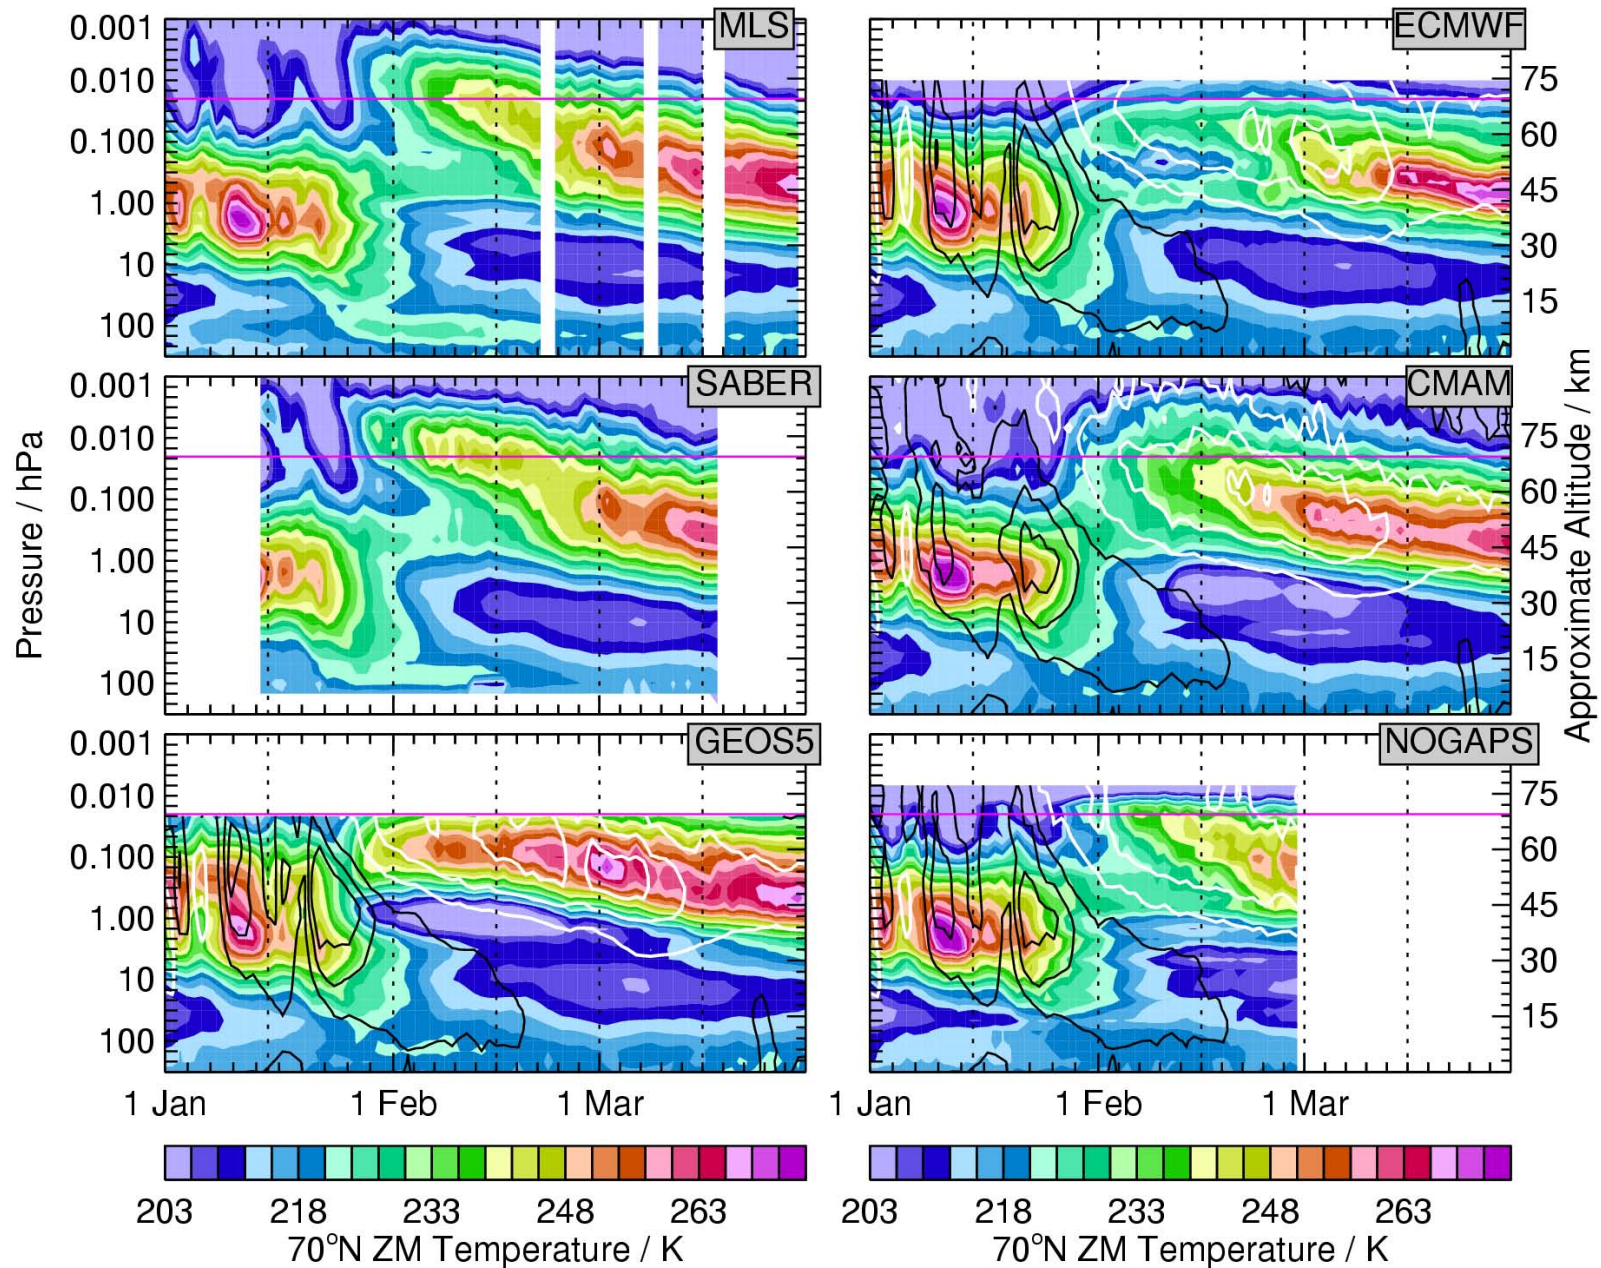 MLS
ECMWF
0.001
0.010
0.100
1.00
10
100
75
60
45
30
15
SABER
CMAM
0.001
0.010
0.100
1.00
10
100
75
60
45
30
15
Pressure / hPa
Approximate Altitude / km
GEOS5
NOGAPS
0.001
0.010
0.100
1.00
10
100
75
60
45
30
15
1 Jan 1 Feb 1 Mar
1 Jan 1 Feb 1 Mar
203 218 233 248 263
203 218 233 248 263
70°N ZM Temperature / K
70°N ZM Temperature / K